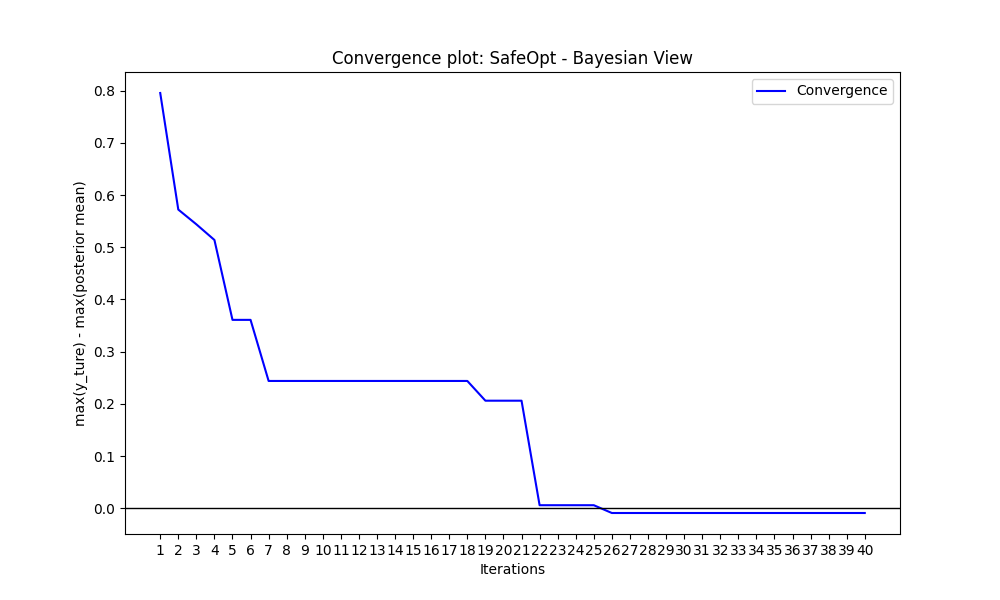 Convergence plot: SafeOpt - Bayesian View
Convergence
max(y_ture) - max(posterior mean)
0.8
0.7
0.6
0.5
0.4
0.3
0.2
0.1
0.0
1 2 3 4 5 6 7 8 9 10 11 12 13 14 15 16 17 18 19 20 21 22 23 24 25 26 27 28 29 30 31 32 33 34 35 36 37 38 39 40
Iterations